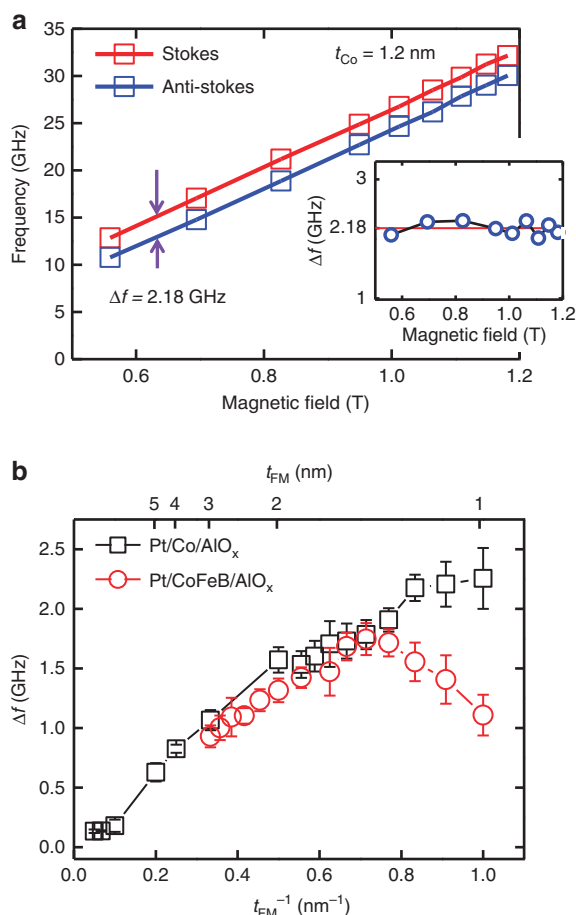 a
35
30
25
20
15
10
5
0
Frequency (GHz)
Stokes
Anti-stokes
t_Co = 1.2 nm
Δf = 2.18 GHz
0.6
0.8
1.0
1.2
Magnetic field (T)
3
2.18
1
Δf (GHz)
0.6
0.8
1.0
1.2
Magnetic field (T)
b
t_FM (nm)
5
4
3
2
1
Pt/Co/AlOₓ
Pt/CoFeB/AlOₓ
2.5
2.0
1.5
1.0
0.5
0.0
Δf (GHz)
0.0
0.2
0.4
0.6
0.8
1.0
t_FM⁻¹ (nm⁻¹)